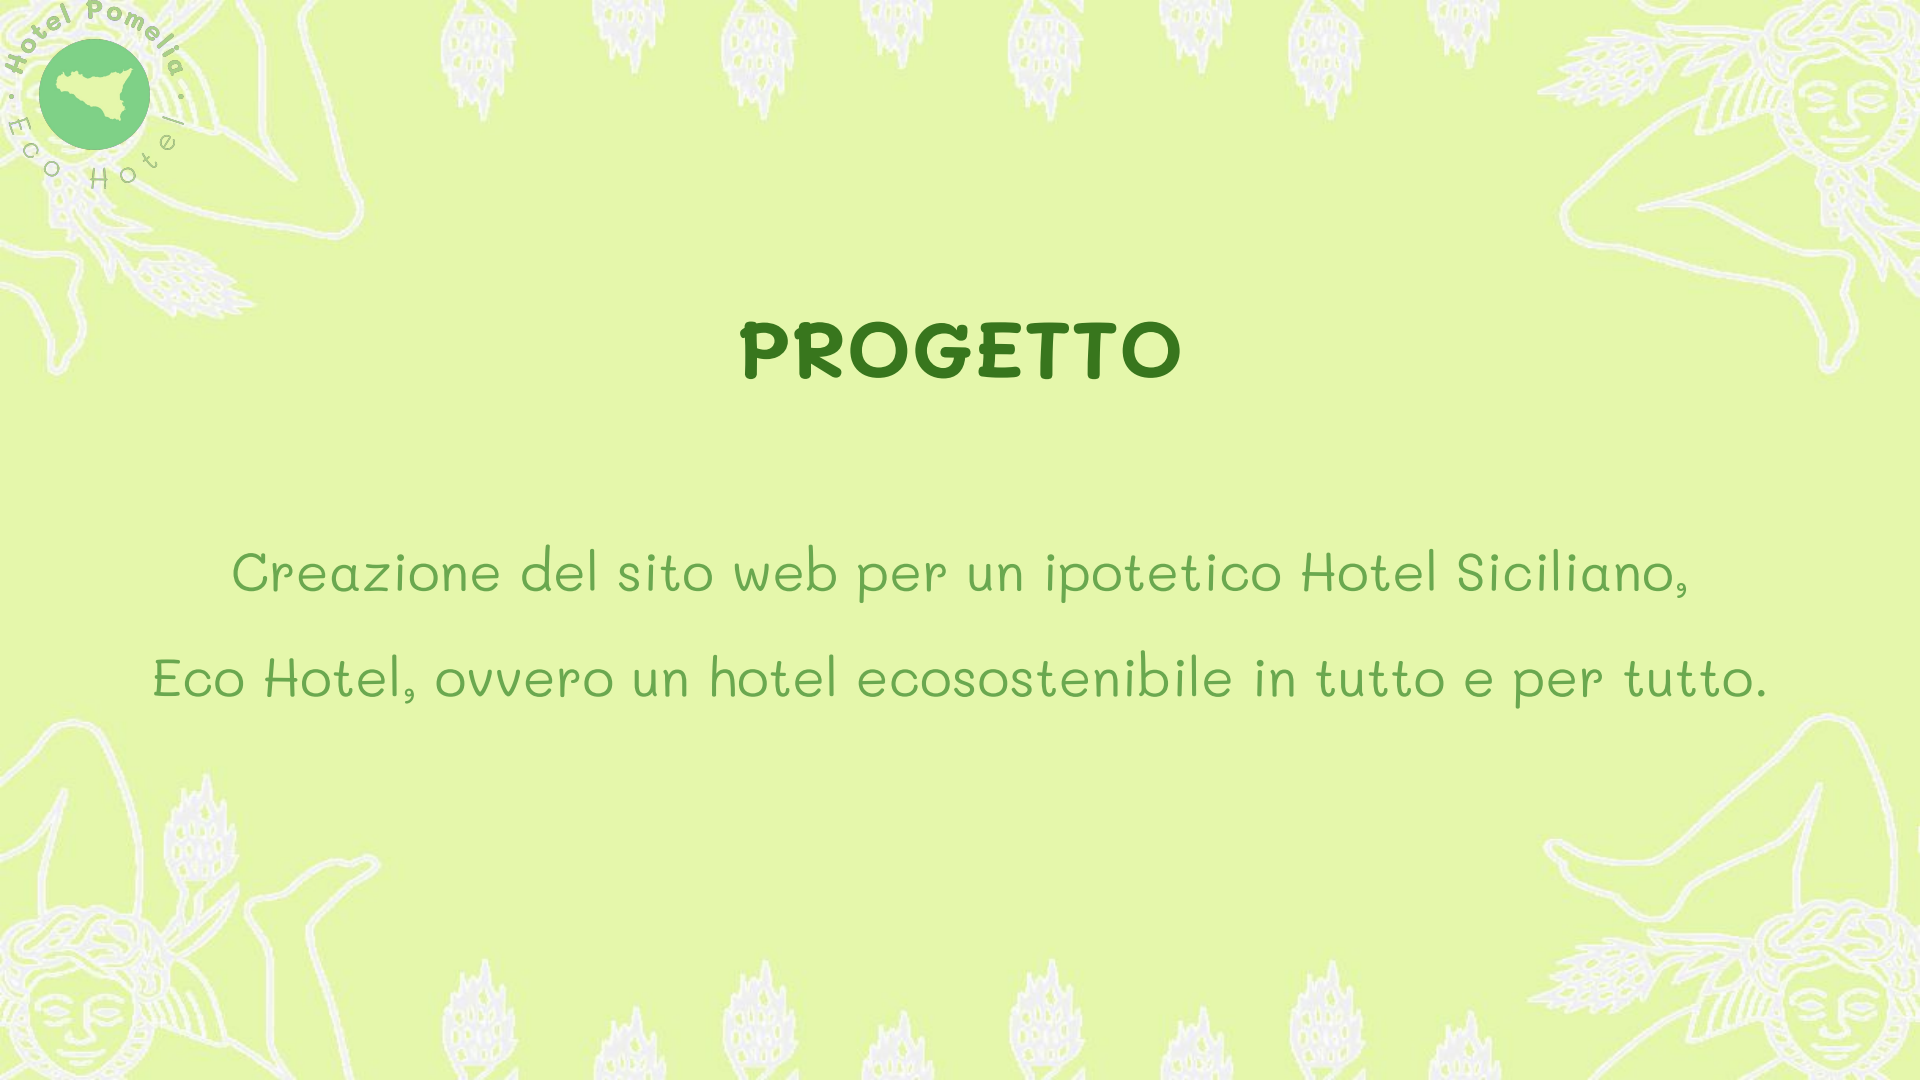 Hotel Pomelia
Eco Hotel
PROGETTO
Creazione del sito web per un ipotetico Hotel Siciliano,
Eco Hotel, ovvero un hotel ecosostenibile in tutto e per tutto.